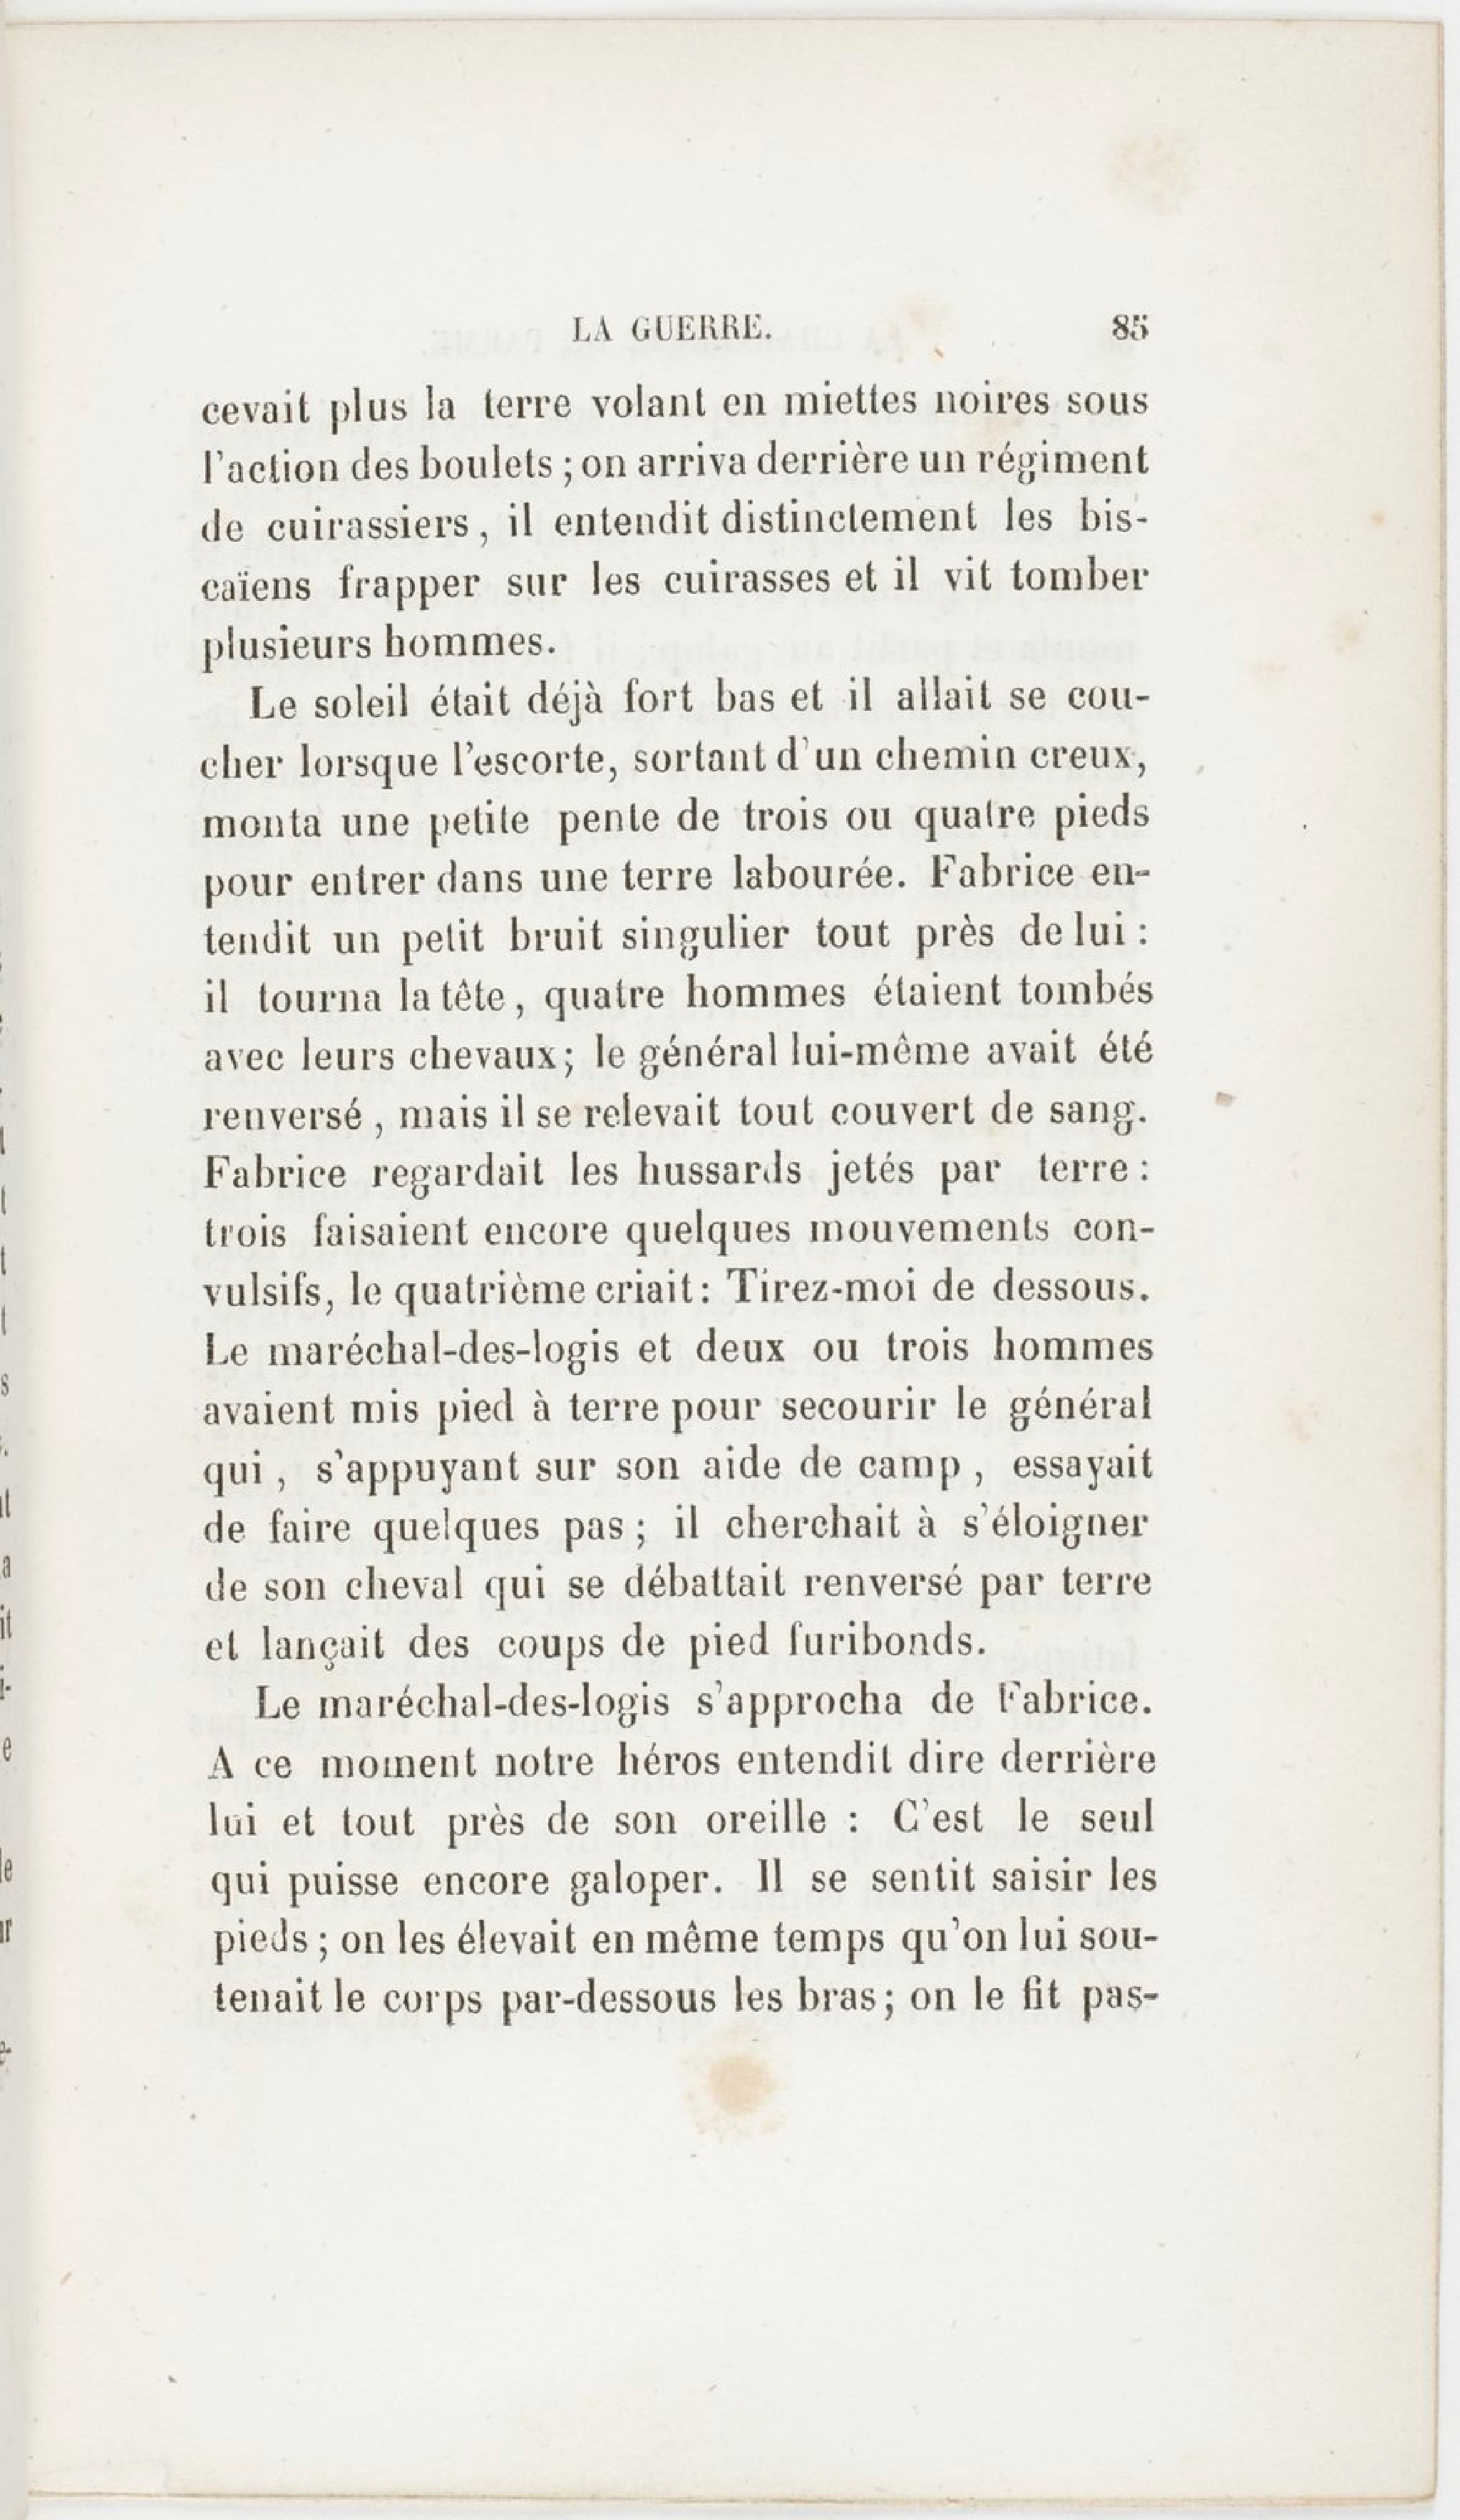 LA GUERRE. 85
cevait plus la terre volant en miettes noires sous
l'action des boulets ; on arriva derrière un régiment
de cuirassiers, il entendit distinctement les bis-
caïens frapper sur les cuirasses et il vit tomber
plusieurs hommes.
Le soleil était déjà fort bas et il allait se cou-
cher lorsque l'escorte, sortant d'un chemin creux,
monta une petite pente de trois ou quatre pieds
pour entrer dans une terre labourée. Fabrice en-
tendit un petit bruit singulier tout près de lui :
il tourna la tête, quatre hommes étaient tombés
avec leurs chevaux; le général lui-même avait été
renversé , mais il se relevait tout couvert de sang.
Fabrice regardait les hussards jetés par terre :
trois faisaient encore quelques mouvements con-
vulsifs, le quatrième criait : Tirez-moi de dessous.
Le maréchal-des-logis et deux ou trois hommes
avaient mis pied à terre pour secourir le général
qui , s'appuyant sur son aide de camp , essayait
de faire quelques pas ; il cherchait à s'éloigner
de son cheval qui se débattait renversé par terre
et lançait des coups de pied furibonds.
Le maréchal-des-logis s'approcha de Fabrice.
A ce moment notre héros entendit dire derrière
lui et tout près de son oreille : C'est le seul
qui puisse encore galoper. Il se sentit saisir les
pieds ; on les élevait en même temps qu'on lui sou-
tenait le corps par-dessous les bras; on le fit pas-